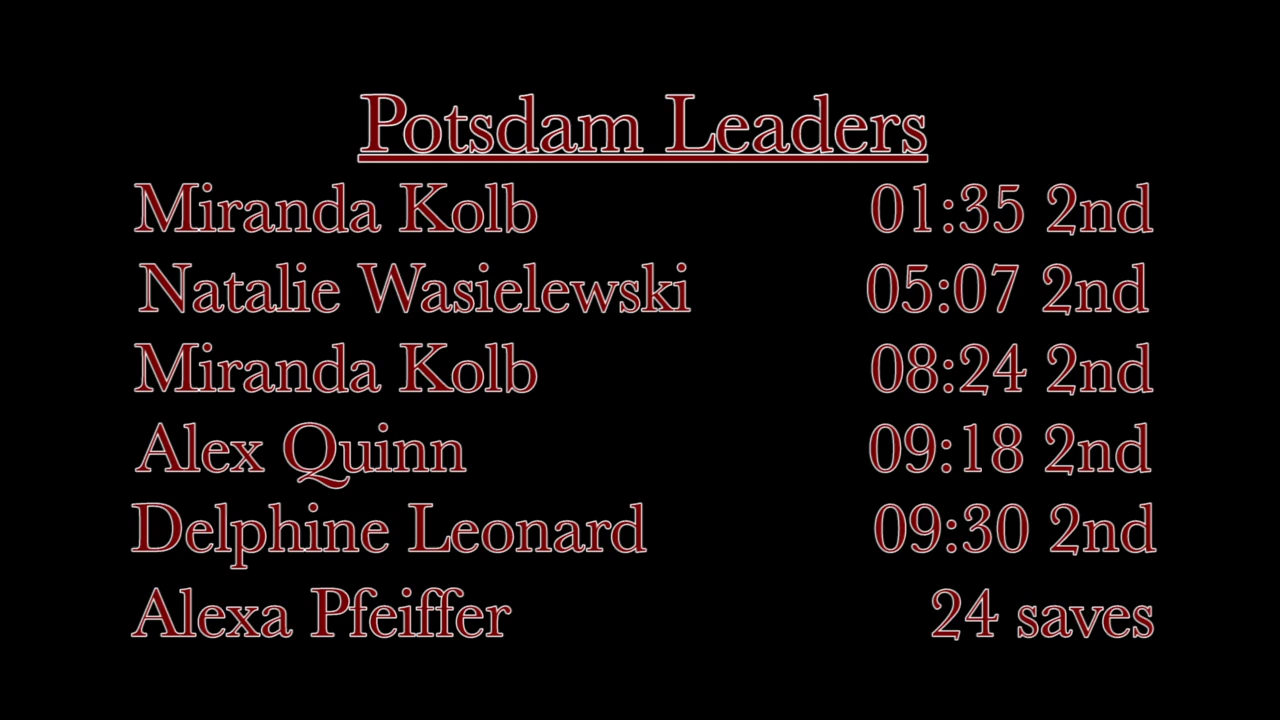 Potsdam Leaders
Miranda Kolb 01:35 2nd
Natalie Wasielewski 05:07 2nd
Miranda Kolb 08:24 2nd
Alex Quinn 09:18 2nd
Delphine Leonard 09:30 2nd
Alexa Pfeiffer 24 saves